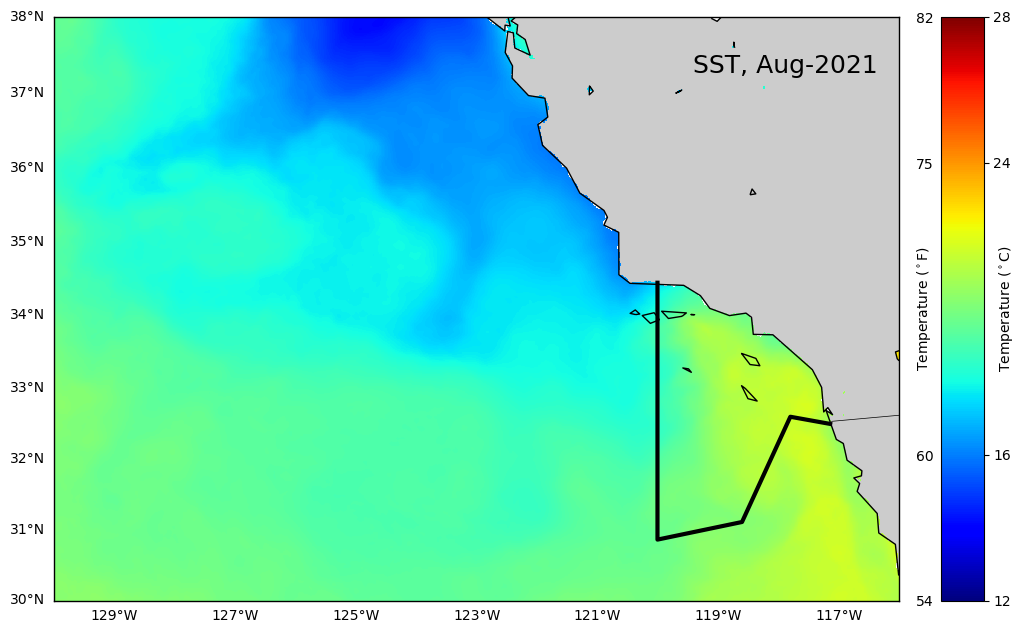 38°N
37°N
36°N
35°N
34°N
33°N
32°N
31°N
30°N
129°W
127°W
125°W
123°W
121°W
119°W
117°W
SST, Aug-2021
82
75
60
54
Temperature (°F)
28
24
16
12
Temperature (°C)